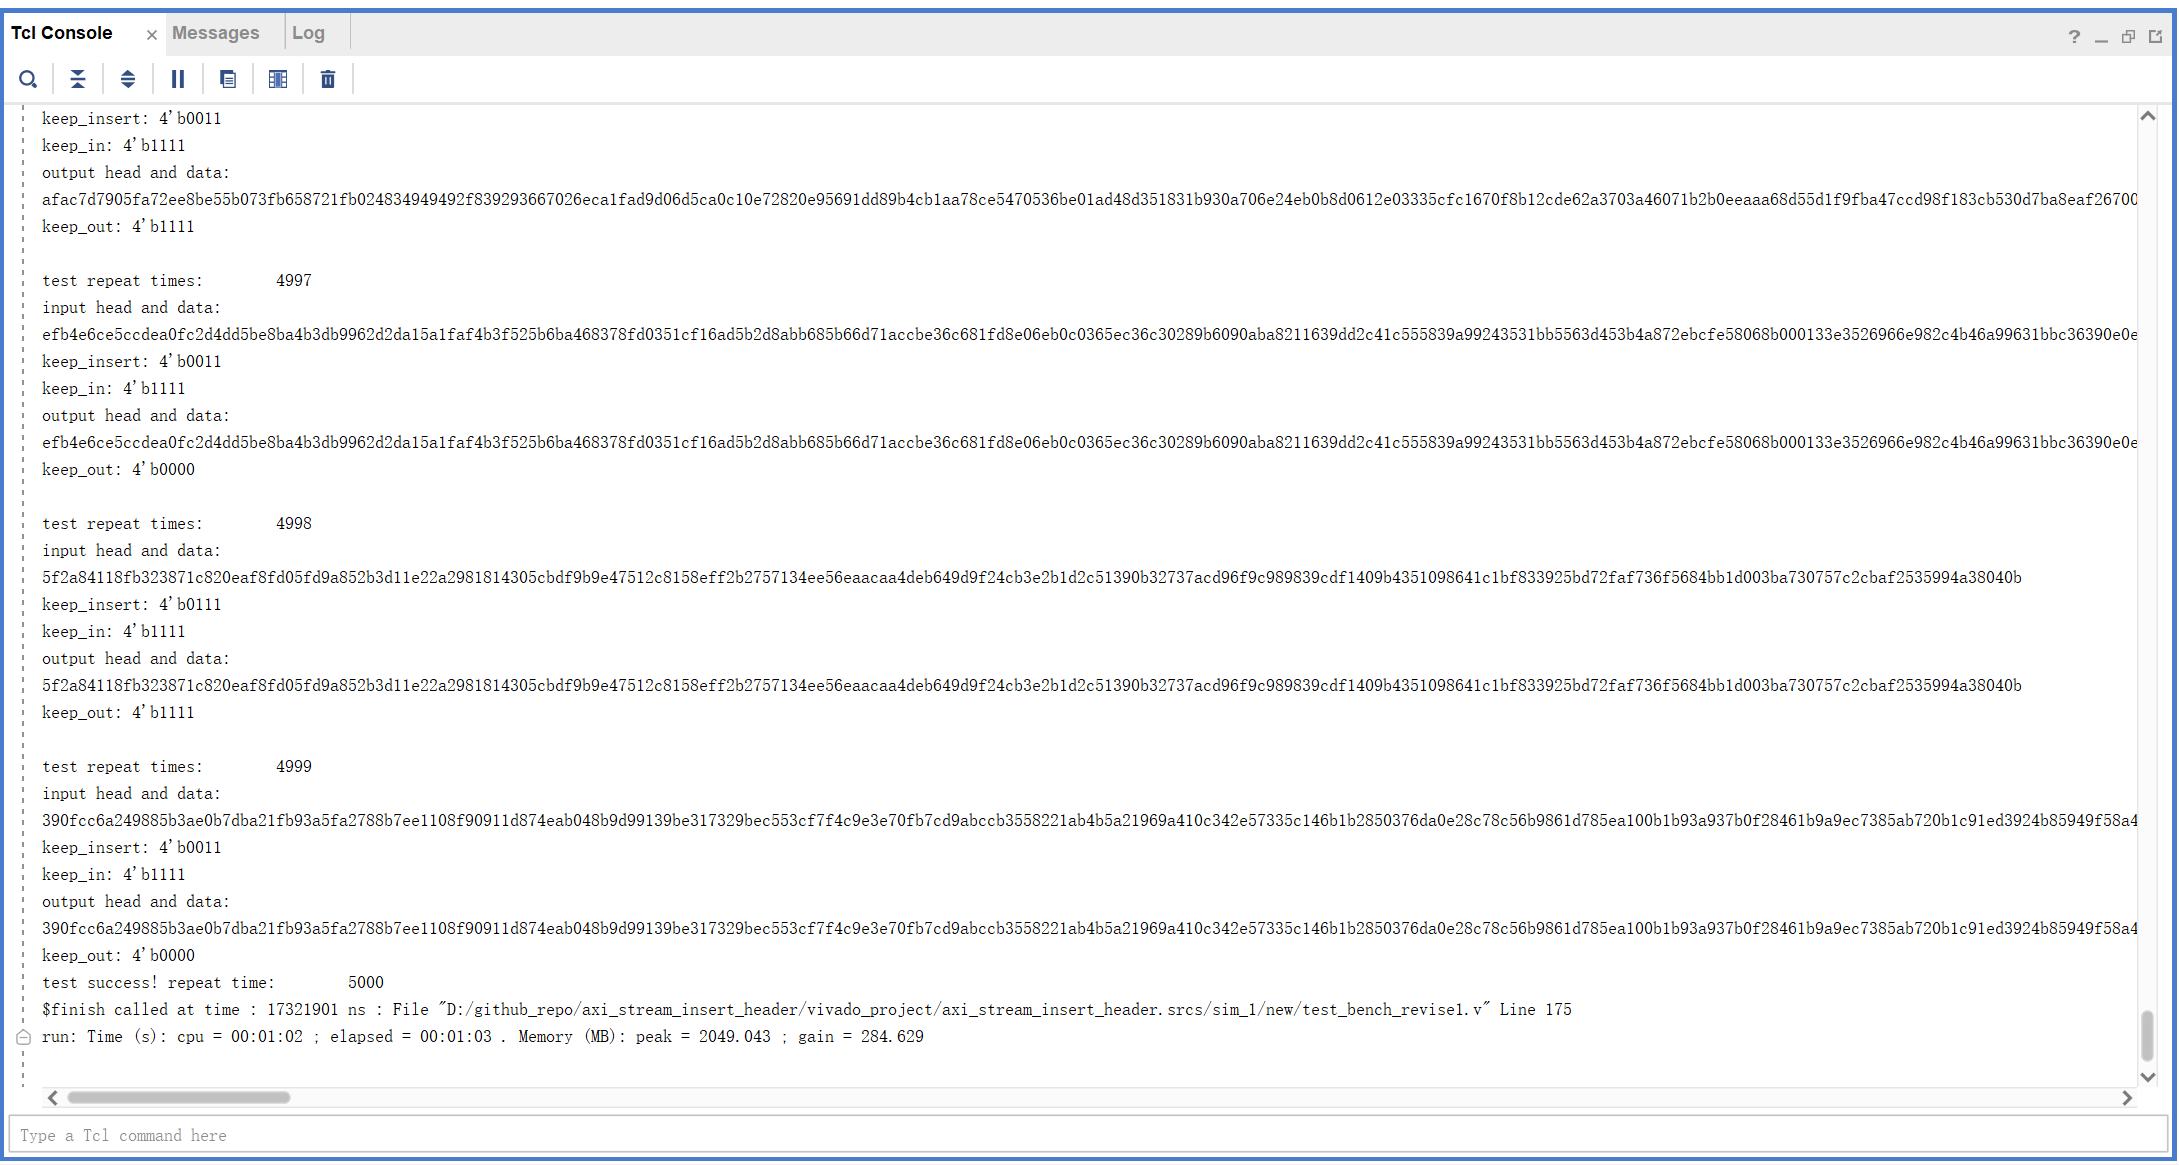 Tcl Console × Messages Log ?
keep_insert: 4'b0011
keep_in: 4'b1111
output head and data:
afac7d7905fa72ee8be55b073fb658721fb024834949492f839293667026eca1fad9d06d5ca0c10e72820e95691dd89b4cb1aa78ce5470536be01ad48d351831b930a706e24eb0b8d0612e03335cfc1670f8b12cde62a3703a46071b2b0eeaaa68d55d1f9fba47ccd98f183cb530d7ba8eaf26700
keep_out: 4'b1111
test repeat times: 4997
input head and data:
efb4e6ce5ccdea0fc2d4dd5be8ba4b3db9962d2da15a1faf4b3f525b6ba468378fd0351cf16ad5b2d8abb685b66d71accbe36c681fd8e06eb0c0365ec36c30289b6090aba8211639dd2c41c555839a99243531bb5563d453b4a872ebcfe58068b000133e3526966e982c4b46a99631bbc36390e0e
keep_insert: 4'b0011
keep_in: 4'b1111
output head and data:
efb4e6ce5ccdea0fc2d4dd5be8ba4b3db9962d2da15a1faf4b3f525b6ba468378fd0351cf16ad5b2d8abb685b66d71accbe36c681fd8e06eb0c0365ec36c30289b6090aba8211639dd2c41c555839a99243531bb5563d453b4a872ebcfe58068b000133e3526966e982c4b46a99631bbc36390e0e
keep_out: 4'b0000
test repeat times: 4998
input head and data:
5f2a84118fb323871c820eaf8fd05fd9a852b3d11e22a2981814305cbdf9b9e47512c8158eff2b2757134ee56eaacaa4deb649d9f24cb3e2b1d2c51390b32737acd96f9c989839cdf1409b4351098641c1bf833925bd72faf736f5684bb1d003ba730757c2cbaf2535994a38040b
keep_insert: 4'b0111
keep_in: 4'b1111
output head and data:
5f2a84118fb323871c820eaf8fd05fd9a852b3d11e22a2981814305cbdf9b9e47512c8158eff2b2757134ee56eaacaa4deb649d9f24cb3e2b1d2c51390b32737acd96f9c989839cdf1409b4351098641c1bf833925bd72faf736f5684bb1d003ba730757c2cbaf2535994a38040b
keep_out: 4'b1111
test repeat times: 4999
input head and data:
390fcc6a249885b3ae0b7dba21fb93a5fa2788b7ee1108f90911d874eab048b9d99139be317329bec553cf7f4c9e3e70fb7cd9abccb3558221ab4b5a21969a410c342e57335c146b1b2850376da0e28c78c56b9861d785ea100b1b93a937b0f28461b9a9ec7385ab720b1c91ed3924b85949f58a4
keep_insert: 4'b0011
keep_in: 4'b1111
output head and data:
390fcc6a249885b3ae0b7dba21fb93a5fa2788b7ee1108f90911d874eab048b9d99139be317329bec553cf7f4c9e3e70fb7cd9abccb3558221ab4b5a21969a410c342e57335c146b1b2850376da0e28c78c56b9861d785ea100b1b93a937b0f28461b9a9ec7385ab720b1c91ed3924b85949f58a4
keep_out: 4'b0000
test success! repeat time: 5000
$finish called at time : 17321901 ns : File "D:/github_repo/axi_stream_insert_header/vivado_project/axi_stream_insert_header.srcs/sim_1/new/test_bench_revise1.v" Line 175
run: Time (s): cpu = 00:01:02 ; elapsed = 00:01:03 . Memory (MB): peak = 2049.043 ; gain = 284.629
Type a Tcl command here